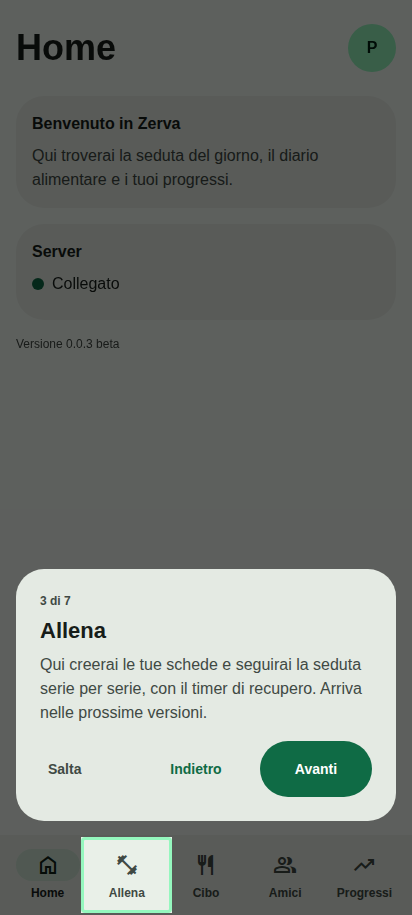 Home
P
Benvenuto in Zerva
Qui troverai la seduta del giorno, il diario
alimentare e i tuoi progressi.
Server
Collegato
Versione 0.0.3 beta
3 di 7
Allena
Qui creerai le tue schede e seguirai la seduta
serie per serie, con il timer di recupero. Arriva
nelle prossime versioni.
Salta
Indietro
Avanti
Home
Allena
Cibo
Amici
Progressi